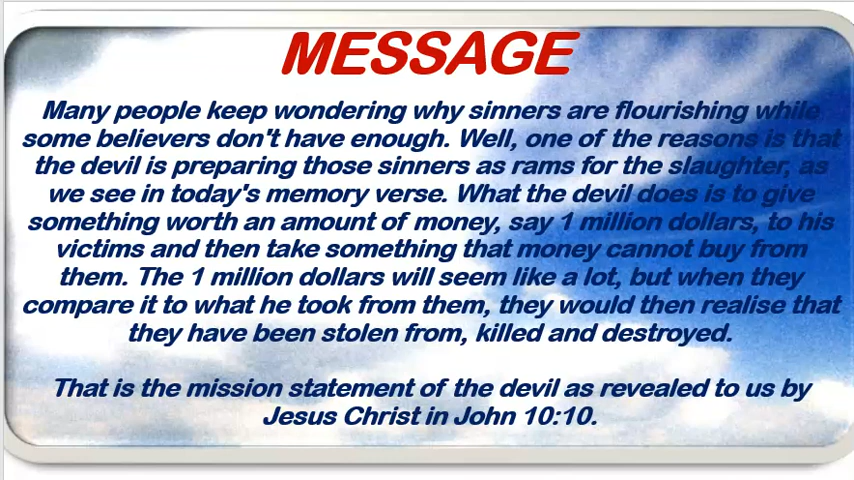 MESSAGE
Many people keep wondering why sinners are flourishing while
some believers don't have enough. Well, one of the reasons is that
the devil is preparing those sinners as rams for the slaughter, as
we see in today's memory verse. What the devil does is to give
something worth an amount of money, say 1 million dollars, to his
victims and then take something that money cannot buy from
them. The 1 million dollars will seem like a lot, but when they
compare it to what he took from them, they would then realise that
they have been stolen from, killed and destroyed.
That is the mission statement of the devil as revealed to us by
Jesus Christ in John 10:10.